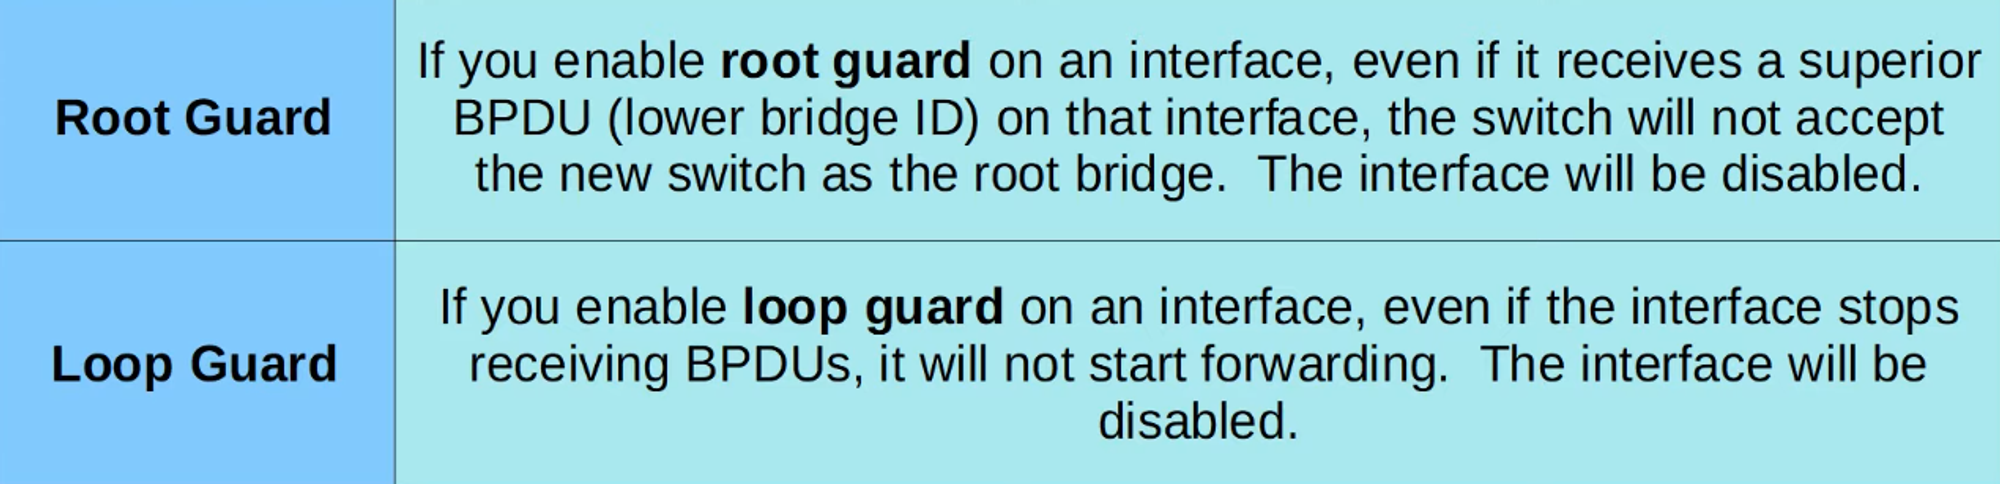 Root Guard
If you enable root guard on an interface, even if it receives a superior
BPDU (lower bridge ID) on that interface, the switch will not accept
the new switch as the root bridge.  The interface will be disabled.
Loop Guard
If you enable loop guard on an interface, even if the interface stops
receiving BPDUs, it will not start forwarding.  The interface will be
disabled.